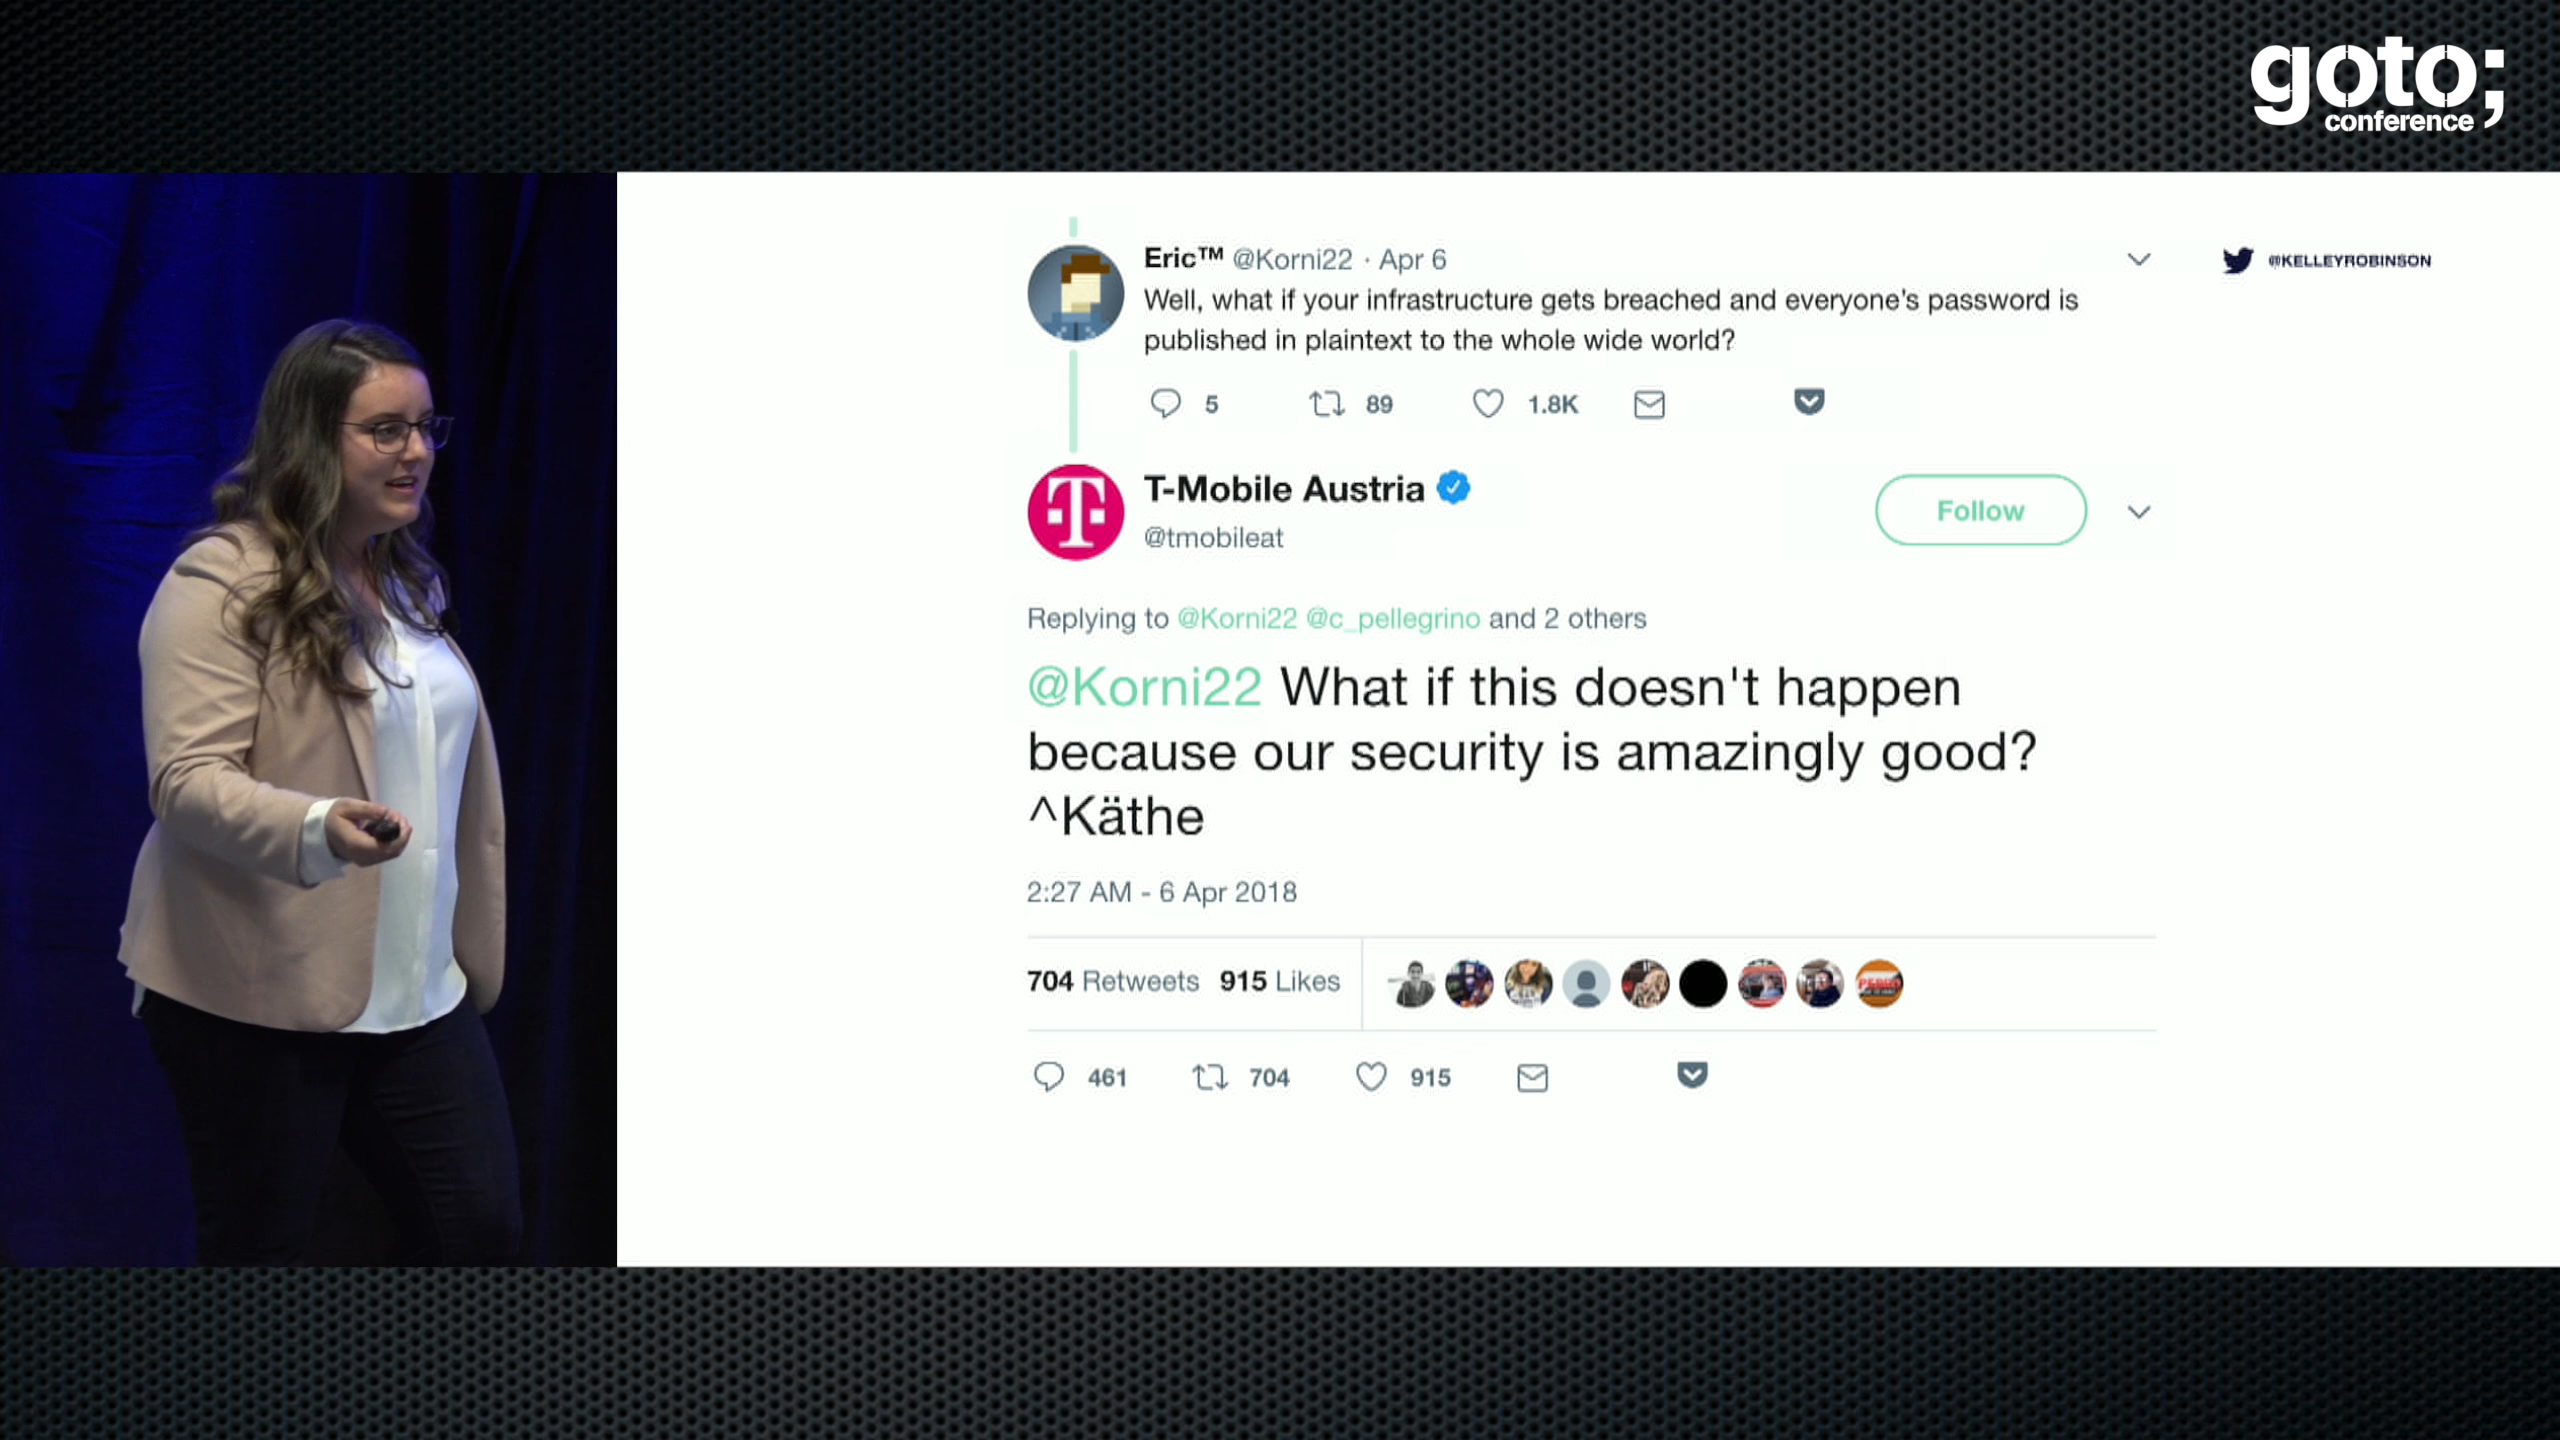 goto;
conference
Eric™ @Korni22 · Apr 6
@KELLEYROBINSON
Well, what if your infrastructure gets breached and everyone's password is
published in plaintext to the whole wide world?
5 89 1.8K
T-Mobile Austria
Follow
@tmobileat
Replying to @Korni22 @c_pellegrino and 2 others
@Korni22 What if this doesn't happen
because our security is amazingly good?
^Käthe
2:27 AM - 6 Apr 2018
704 Retweets 915 Likes
461 704 915